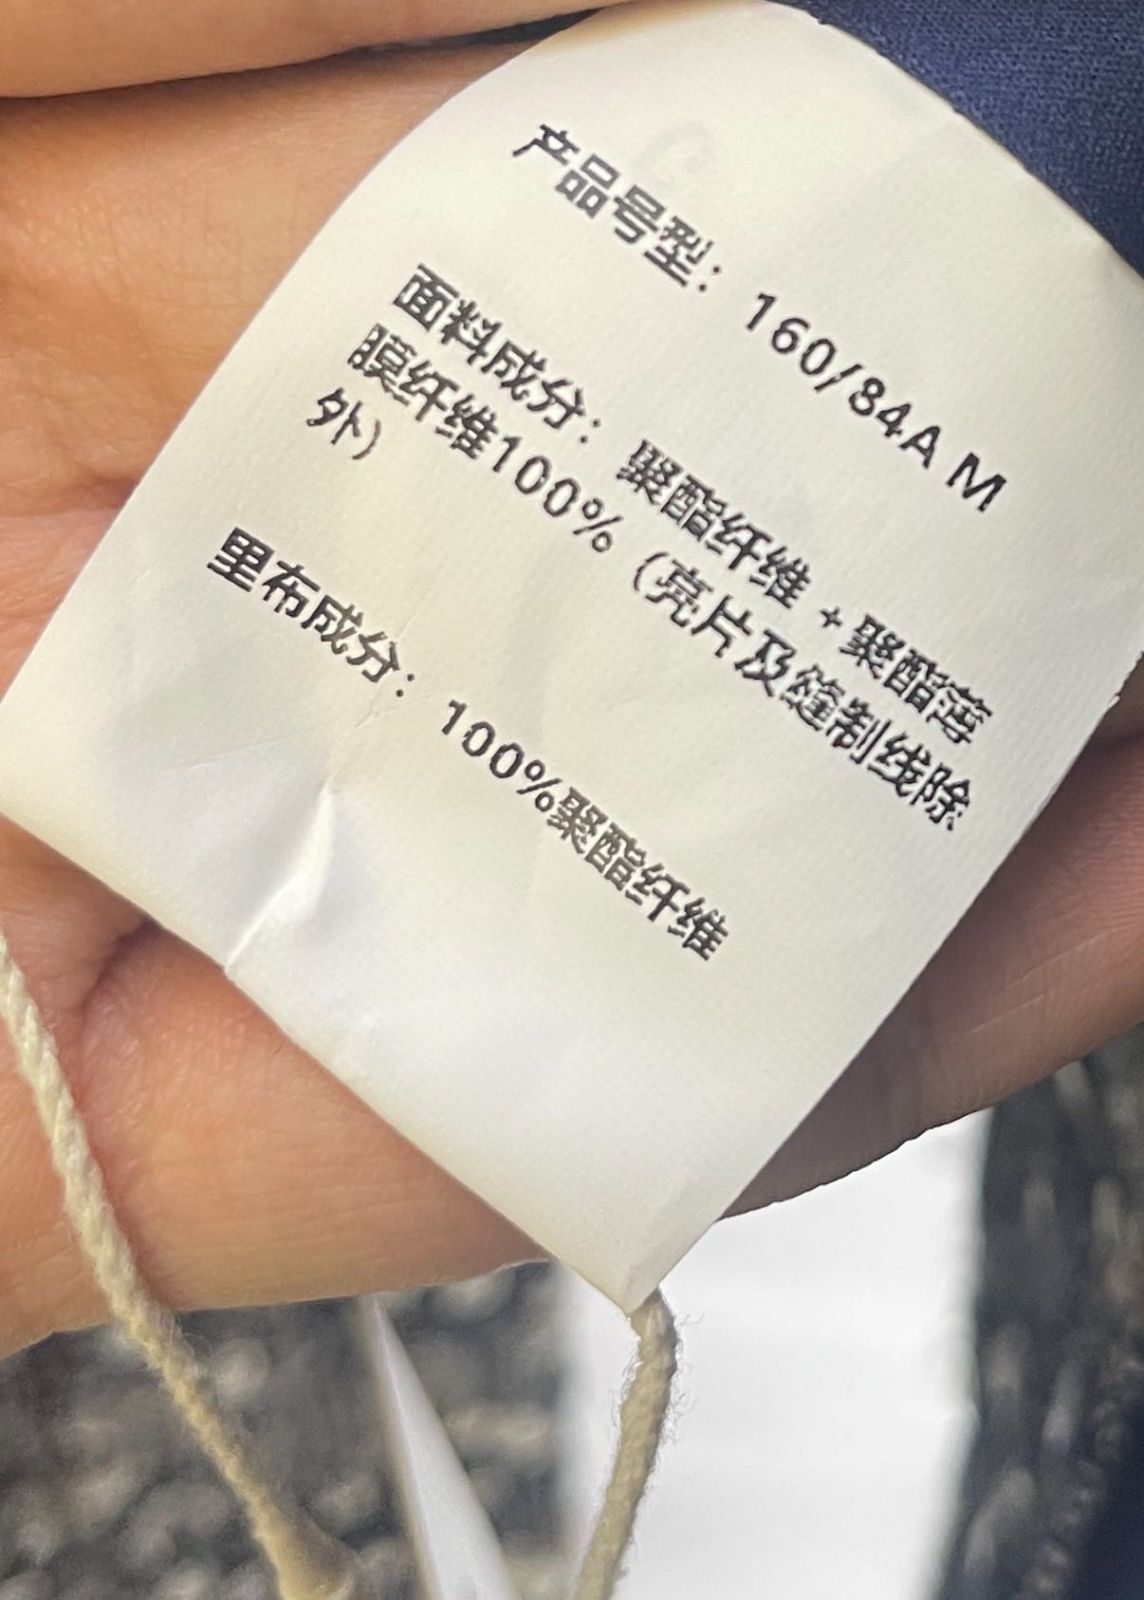 产品号型：160/84A M
面料成分：聚酯纤维+聚酯薄
膜纤维100%（亮片及缝制线除
外）
里布成分：100%聚酯纤维